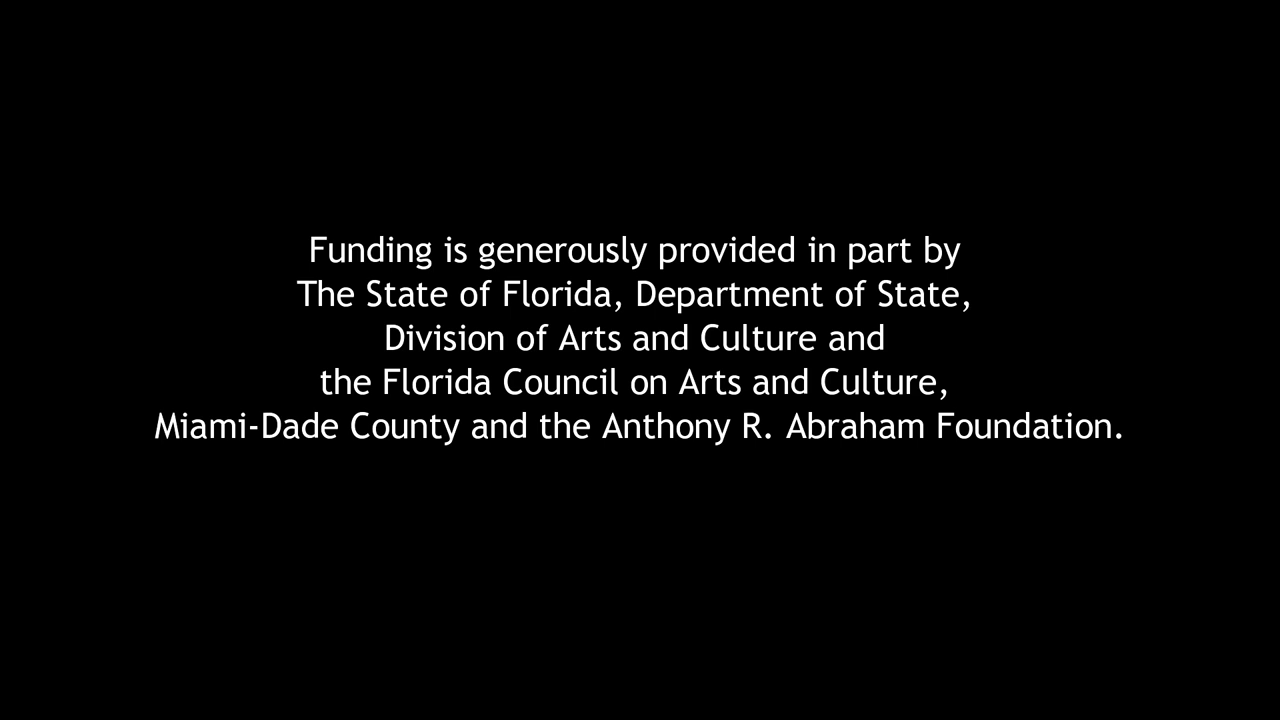 Funding is generously provided in part by
The State of Florida, Department of State,
Division of Arts and Culture and
the Florida Council on Arts and Culture,
Miami-Dade County and the Anthony R. Abraham Foundation.